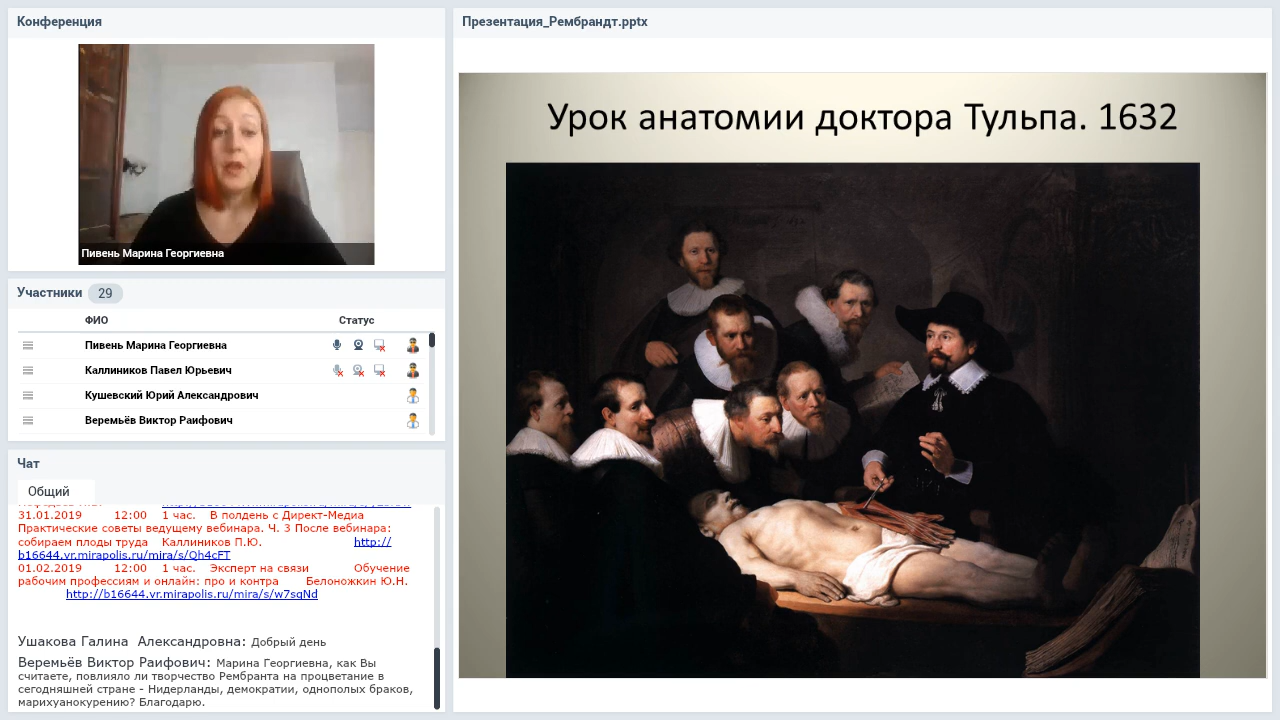 Конференция
Пивень Марина Георгиевна
Участники 29
ФИО Статус
Пивень Марина Георгиевна
Каллиников Павел Юрьевич
Кушевский Юрий Александрович
Веремьёв Виктор Раифович
Чат
Общий
31.01.2019 12:00 1 час. В полдень с Директ-Медиа
Практические советы ведущему вебинара. Ч. 3 После вебинара:
собираем плоды труда Каллиников П.Ю. http://
b16644.vr.mirapolis.ru/mira/s/Qh4cFT
01.02.2019 12:00 1 час. Эксперт на связи Обучение
рабочим профессиям и онлайн: про и контра Белоножкин Ю.Н.
http://b16644.vr.mirapolis.ru/mira/s/w7sqNd
Ушакова Галина Александровна: Добрый день
Веремьёв Виктор Раифович: Марина Георгиевна, как Вы
считаете, повлияло ли творчество Рембранта на процветание в
сегодняшней стране - Нидерланды, демократии, однополых браков,
марихуанокурению? Благодарю.
Презентация_Рембрандт.pptx
Урок анатомии доктора Тульпа. 1632